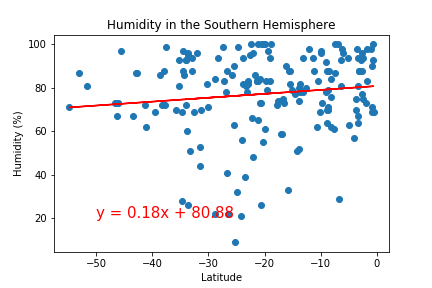 Humidity in the Southern Hemisphere
100
80
60
40
20
Humidity (%)
y = 0.18x + 80.88
−50 −40 −30 −20 −10 0
Latitude